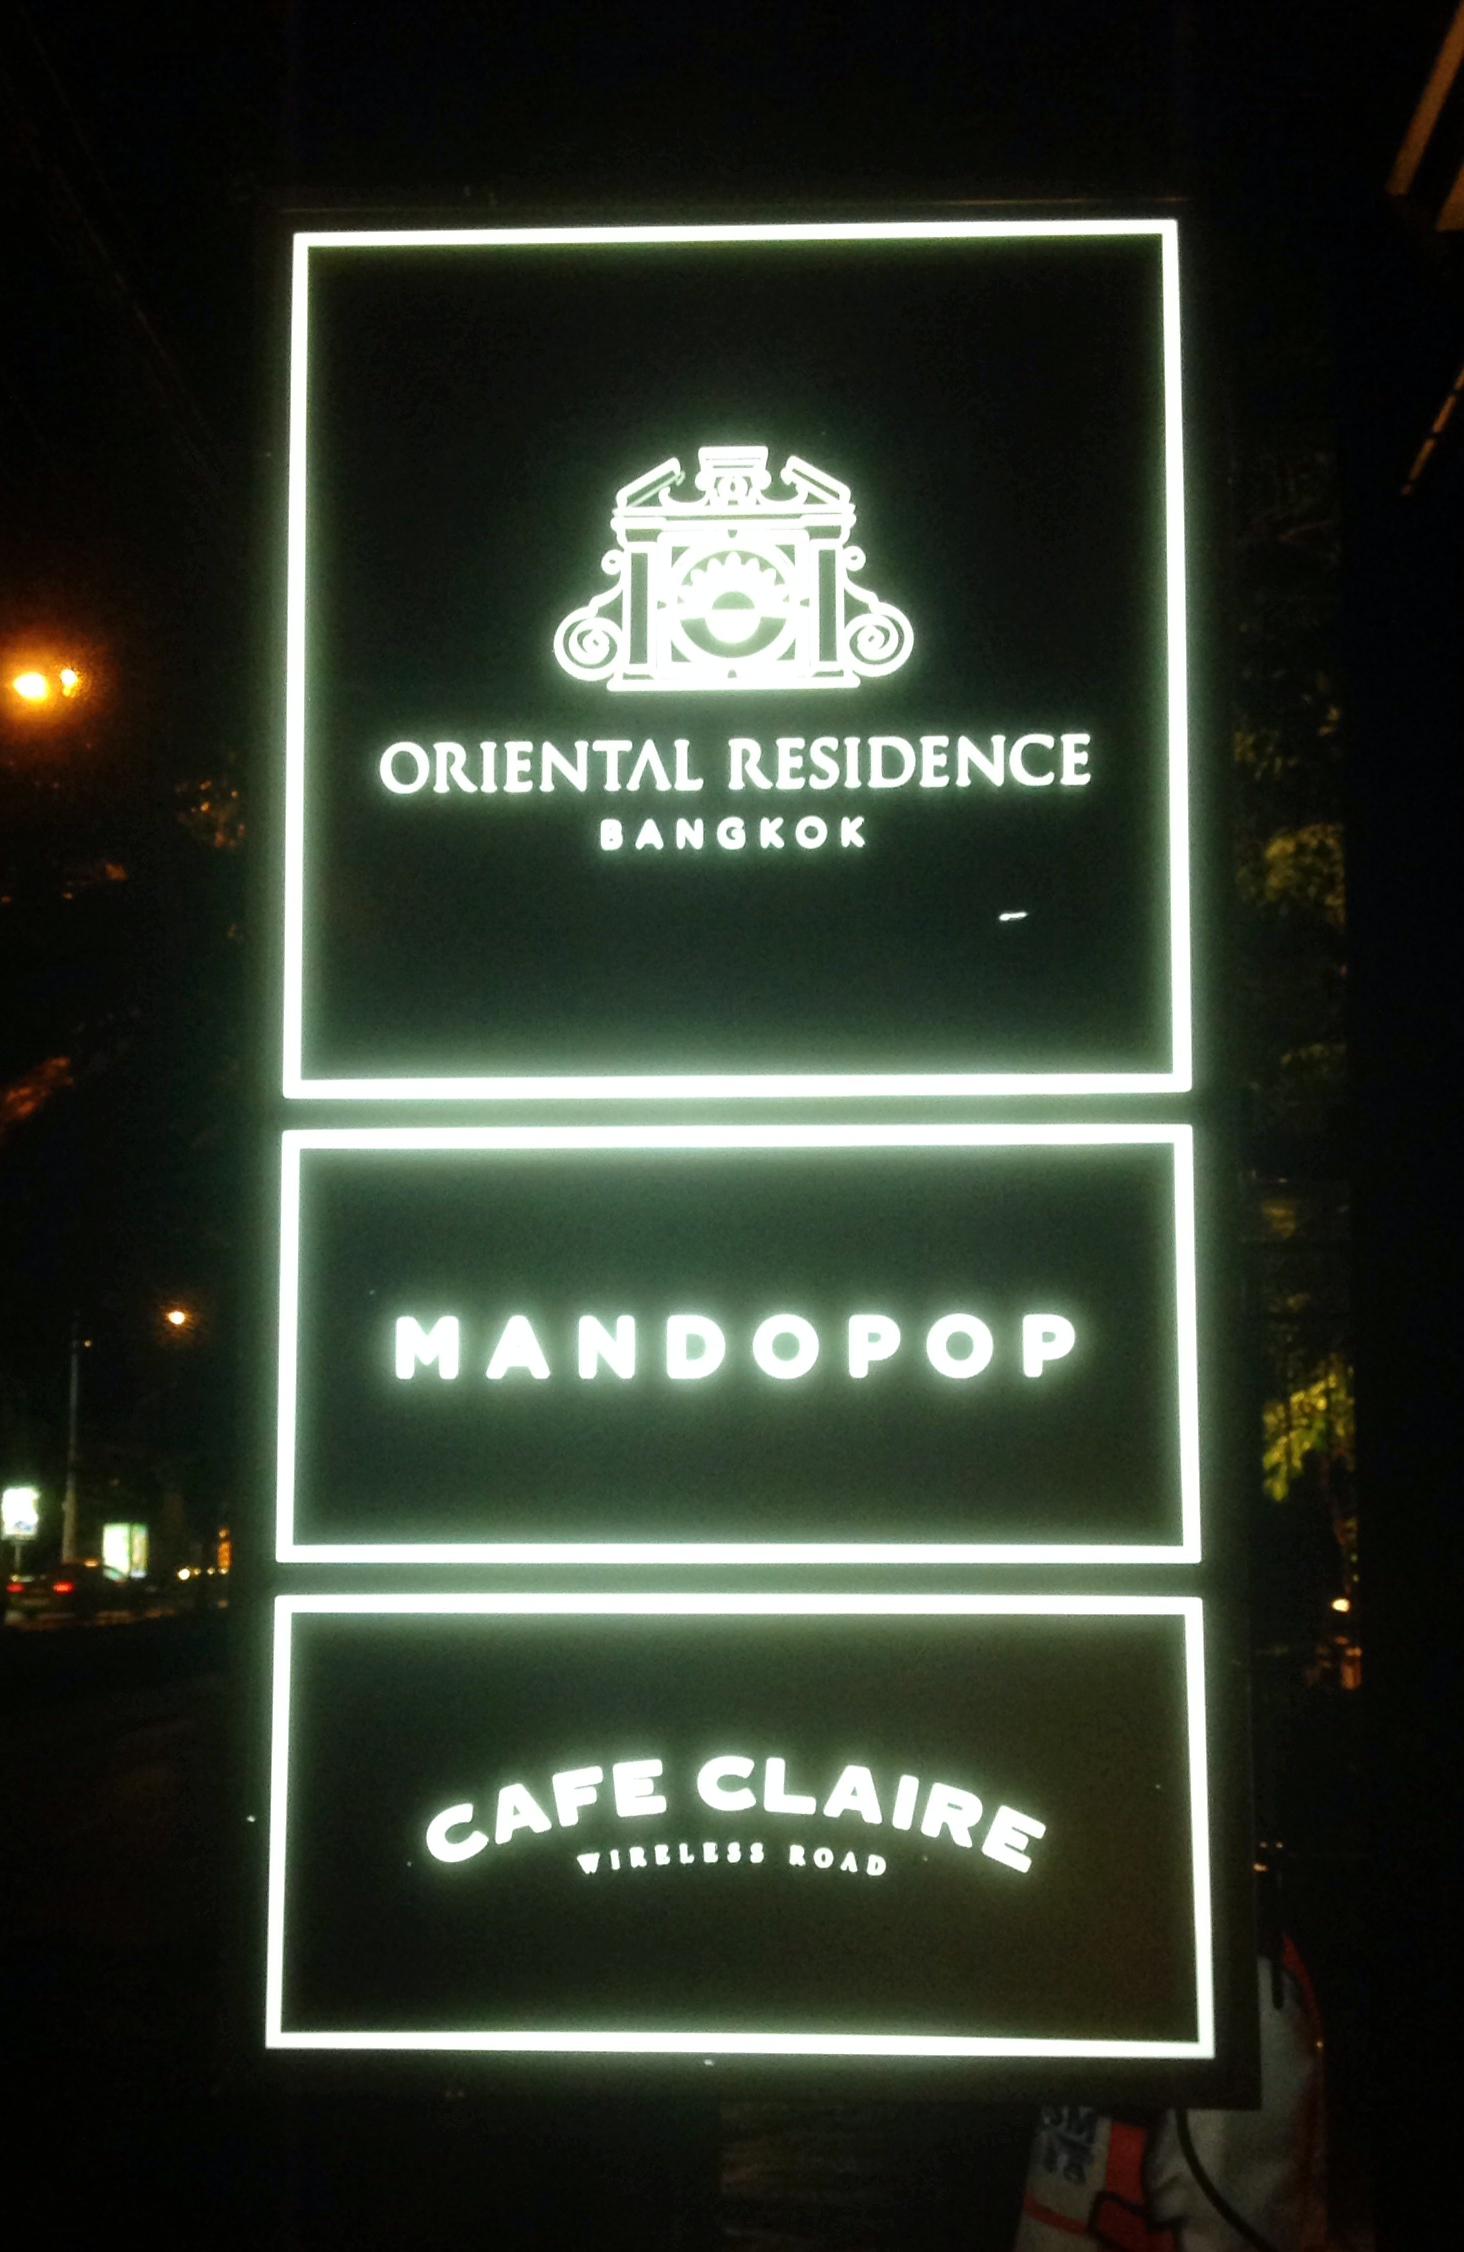 ORIENTAL RESIDENCE
BANGKOK
MANDOPOP
CAFE CLAIRE
WIRELESS ROAD